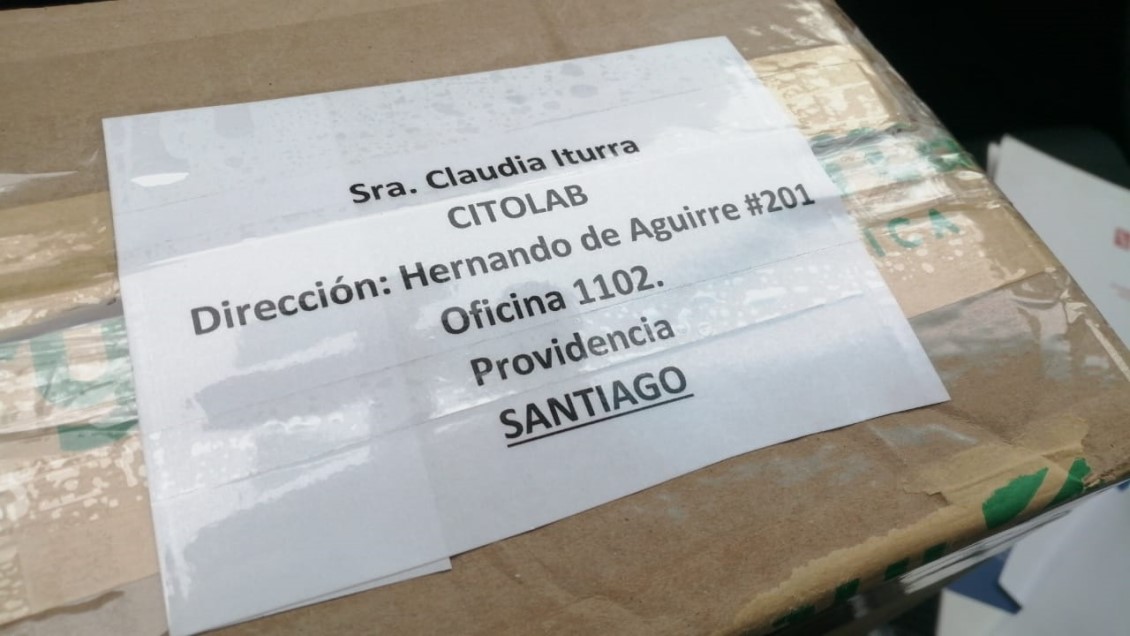 Sra. Claudia Iturra
CITOLAB
Dirección: Hernando de Aguirre #201
Oficina 1102.
Providencia
SANTIAGO